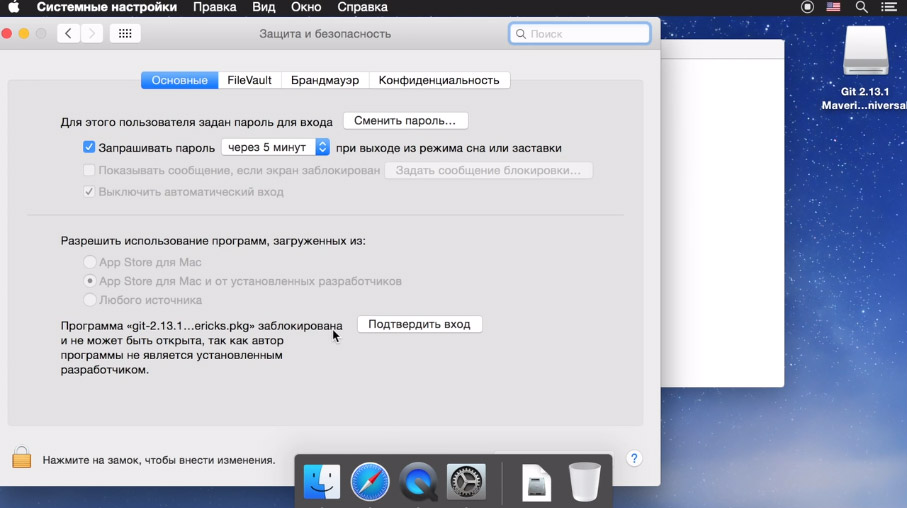 Системные настройки Правка Вид Окно Справка
Защита и безопасность
Поиск
Основные FileVault Брандмауэр Конфиденциальность
Для этого пользователя задан пароль для входа Сменить пароль...
Запрашивать пароль через 5 минут при выходе из режима сна или заставки
Показывать сообщение, если экран заблокирован Задать сообщение блокировки...
Выключить автоматический вход
Разрешить использование программ, загруженных из:
App Store для Mac
App Store для Mac и от установленных разработчиков
Любого источника
Программа «git-2.13.1...ericks.pkg» заблокирована Подтвердить вход
и не может быть открыта, так как автор
программы не является установленным
разработчиком.
Нажмите на замок, чтобы внести изменения.
?
Git 2.13.1
Maveri...niversal